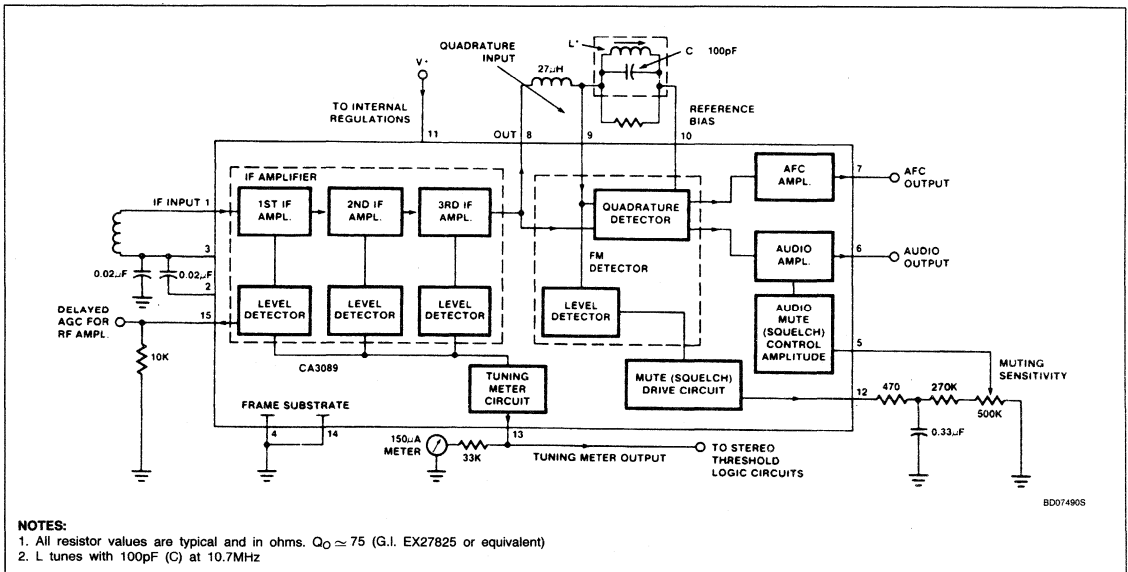 QUADRATURE
INPUT
L*
C 100pF
27µH
V+
TO INTERNAL
REGULATIONS
11
OUT 8
9
10
REFERENCE
BIAS
IF AMPLIFIER
IF INPUT 1
1ST IF
AMPL.
2ND IF
AMPL.
3RD IF
AMPL.
QUADRATURE
DETECTOR
FM
DETECTOR
AFC
AMPL.
7
AFC
OUTPUT
AUDIO
AMPL.
6
AUDIO
OUTPUT
3
0.02µF
0.02µF
2
DELAYED
AGC FOR
RF AMPL.
15
10K
LEVEL
DETECTOR
LEVEL
DETECTOR
LEVEL
DETECTOR
LEVEL
DETECTOR
AUDIO
MUTE
(SQUELCH)
CONTROL
AMPLITUDE
5
MUTING
SENSITIVITY
CA3089
TUNING
METER
CIRCUIT
MUTE (SQUELCH)
DRIVE CIRCUIT
12
470
270K
500K
0.33µF
FRAME SUBSTRATE
4
14
13
150µA
METER
33K
TUNING METER OUTPUT
TO STEREO
THRESHOLD
LOGIC CIRCUITS
BD07490S
NOTES:
1. All resistor values are typical and in ohms. QO ≃ 75 (G.I. EX27825 or equivalent)
2. L tunes with 100pF (C) at 10.7MHz